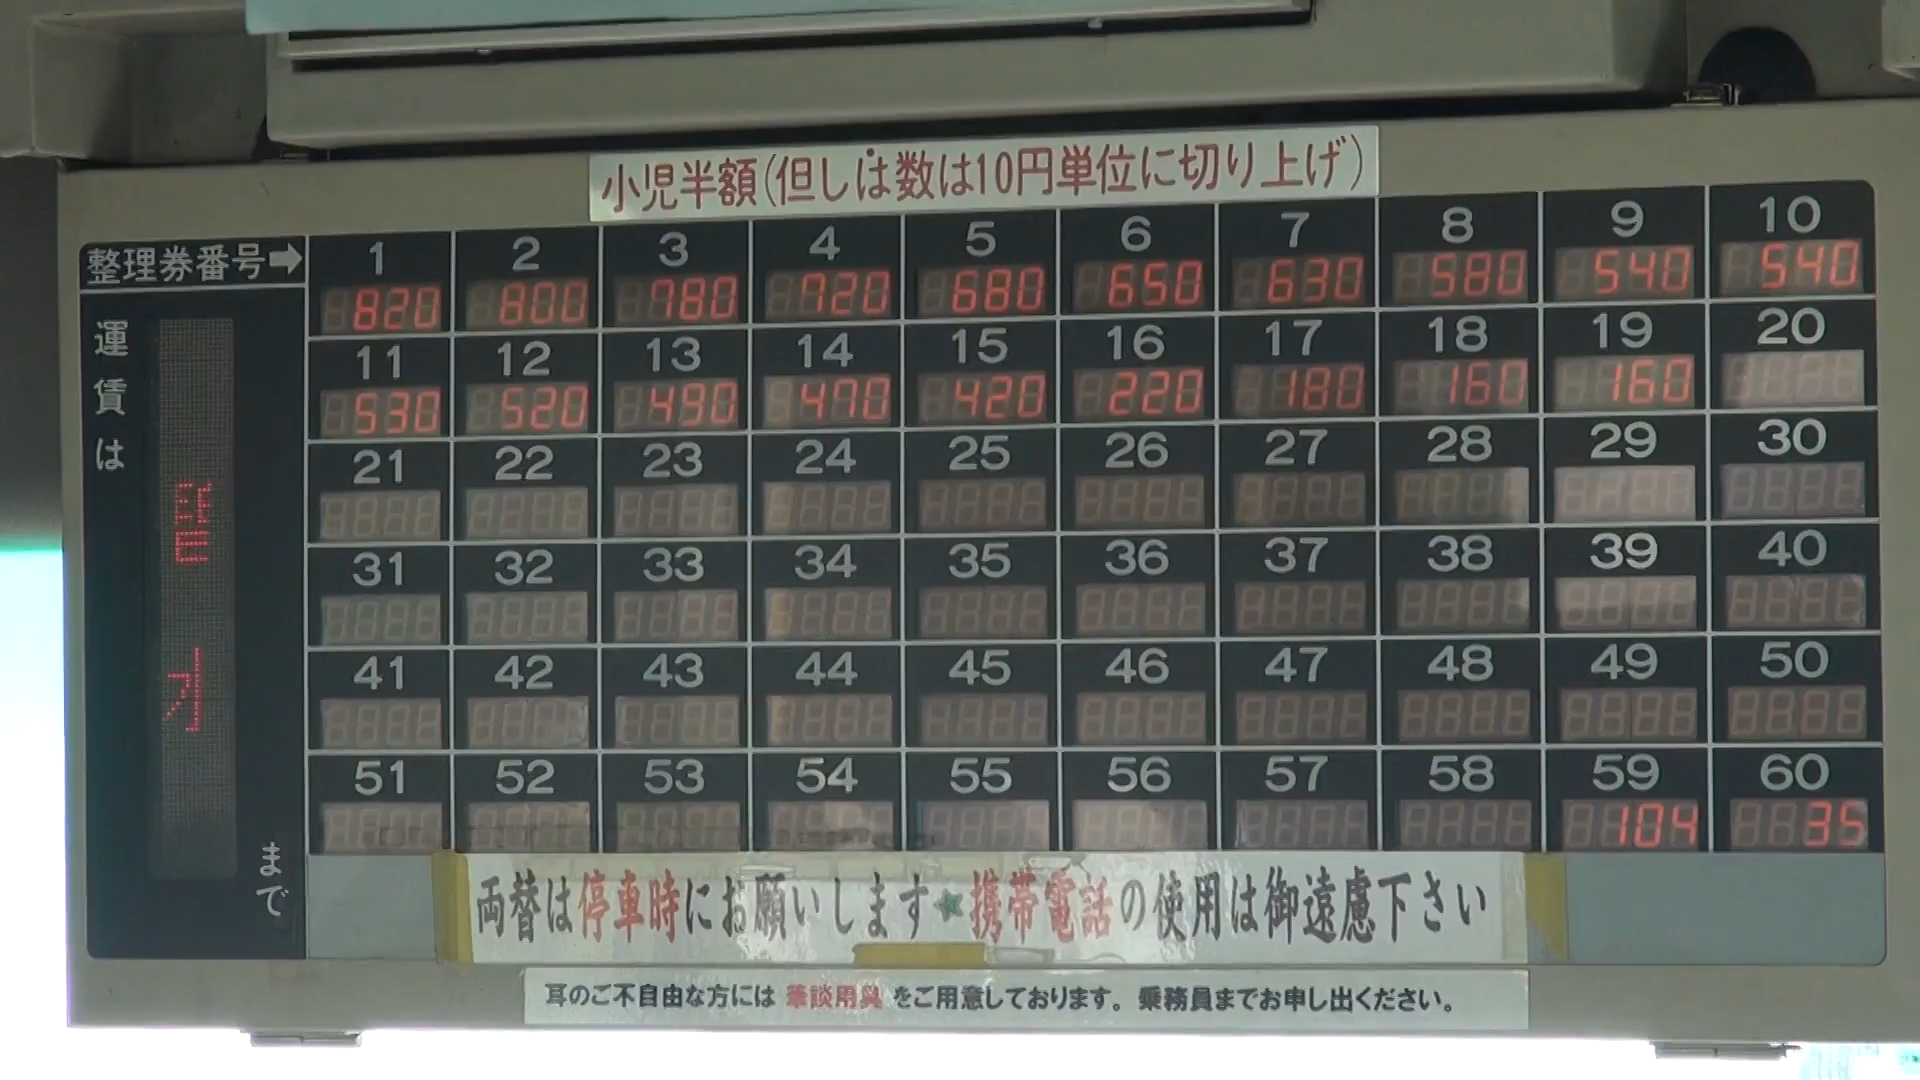 小児半額(但しは数は10円単位に切り上げ)
整理券番号➡ 1 2 3 4 5 6 7 8 9 10
820 800 780 720 680 650 630 580 540 540
11 12 13 14 15 16 17 18 19 20
530 520 490 470 420 220 180 160 160
21 22 23 24 25 26 27 28 29 30
31 32 33 34 35 36 37 38 39 40
41 42 43 44 45 46 47 48 49 50
51 52 53 54 55 56 57 58 59 60
104 35
運賃は
まで
両替は停車時にお願いします★携帯電話の使用は御遠慮下さい
耳のご不自由な方には 筆談用具 をご用意しております。乗務員までお申し出ください。